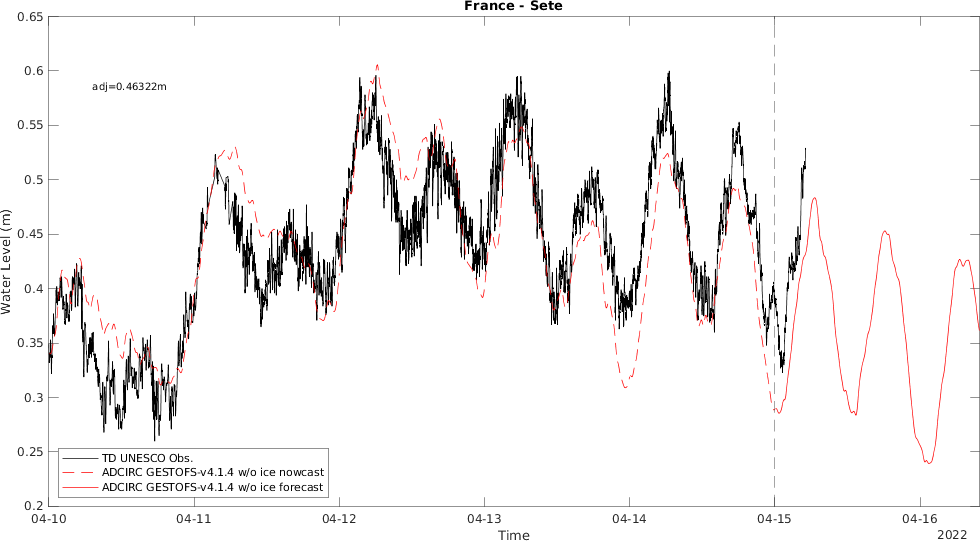 France - Sete
0.65
0.6
0.55
0.5
0.45
0.4
0.35
0.3
0.25
0.2
Water Level (m)
adj=0.46322m
TD UNESCO Obs.
ADCIRC GESTOFS-v4.1.4 w/o ice nowcast
ADCIRC GESTOFS-v4.1.4 w/o ice forecast
04-10 04-11 04-12 04-13 04-14 04-15 04-16
Time
2022